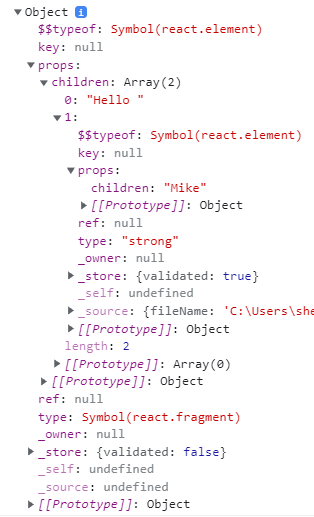 ▼Object i
$$typeof: Symbol(react.element)
key: null
▼props:
▼children: Array(2)
0: "Hello "
▼1:
$$typeof: Symbol(react.element)
key: null
▼props:
children: "Mike"
▶[[Prototype]]: Object
ref: null
type: "strong"
_owner: null
▶_store: {validated: true}
_self: undefined
▶_source: {fileName: 'C:\Users\she
▶[[Prototype]]: Object
length: 2
▶[[Prototype]]: Array(0)
▶[[Prototype]]: Object
ref: null
type: Symbol(react.fragment)
_owner: null
▶_store: {validated: false}
_self: undefined
_source: undefined
▶[[Prototype]]: Object